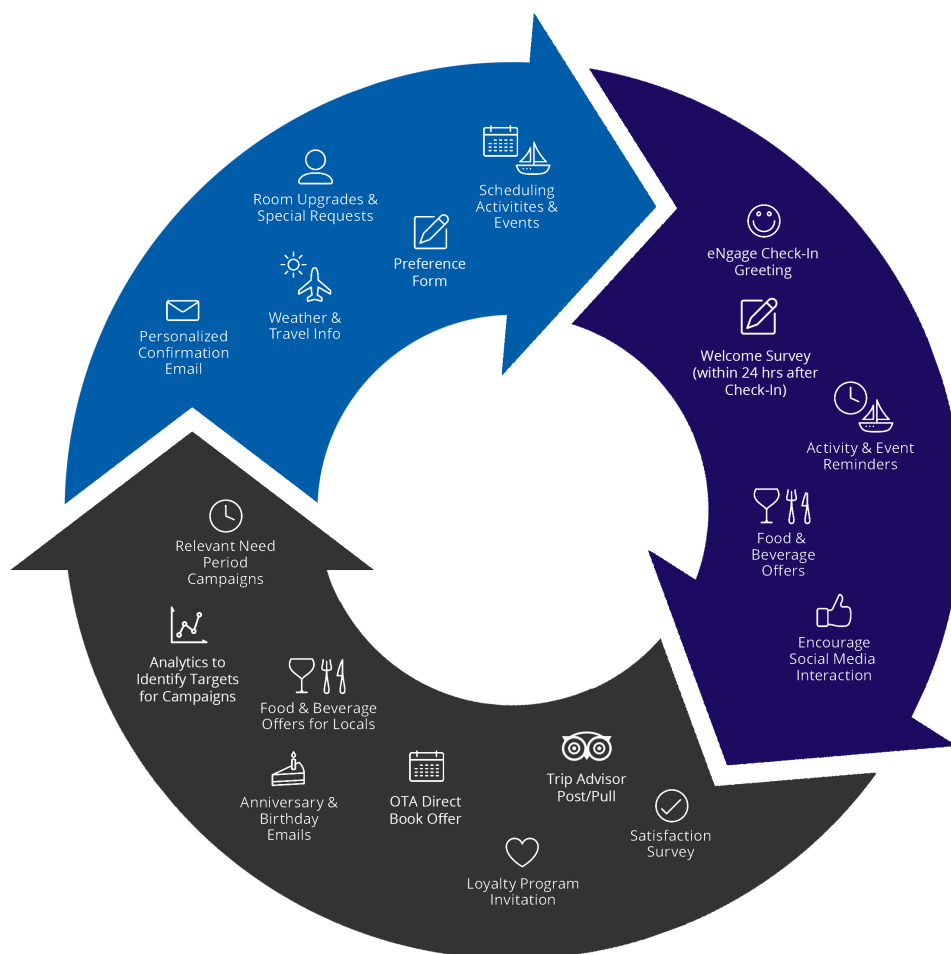 Room Upgrades &
Special Requests
Scheduling
Activitites &
Events
Preference
Form
Weather &
Travel Info
Personalized
Confirmation
Email
eNgage Check-In
Greeting
Welcome Survey
(within 24 hrs after
Check-In)
Activity & Event
Reminders
Food &
Beverage
Offers
Encourage
Social Media
Interaction
Relevant Need
Period
Campaigns
Analytics to
Identify Targets
for Campaigns
Food & Beverage
Offers for Locals
Anniversary &
Birthday
Emails
OTA Direct
Book Offer
Trip Advisor
Post/Pull
Satisfaction
Survey
Loyalty Program
Invitation